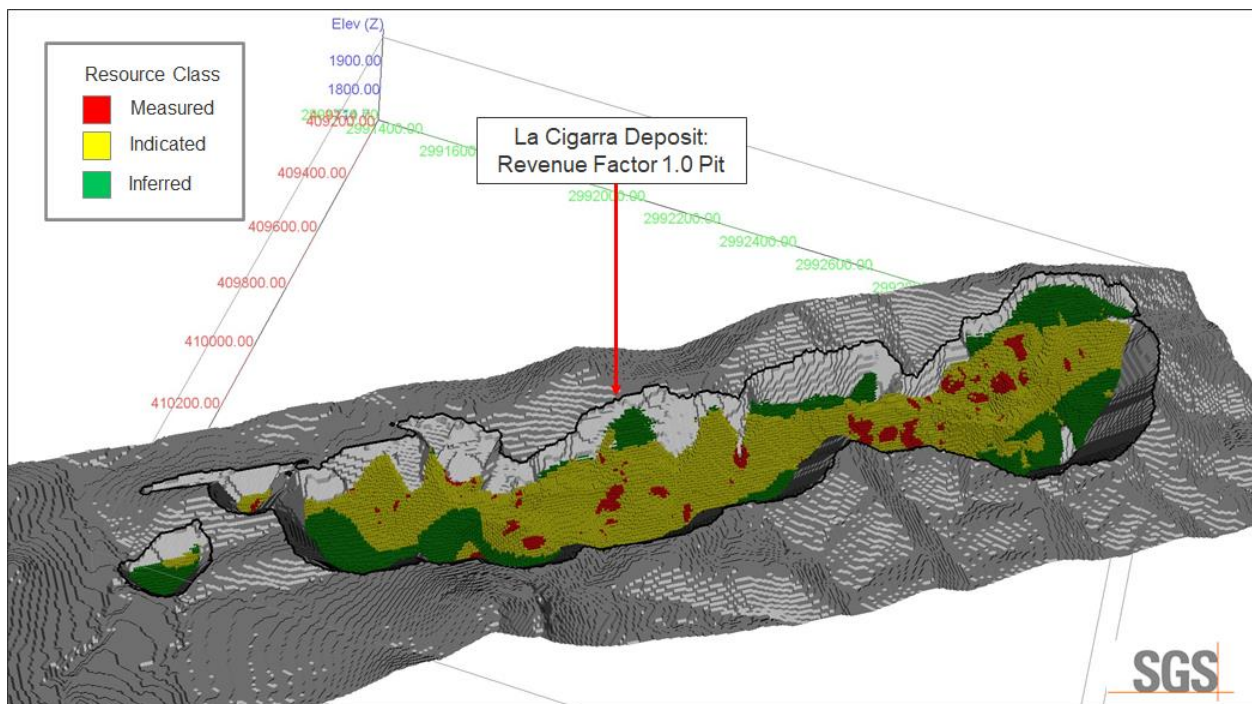 Elev (Z)
1900.00
1800.00
409200.00
2991400.00
2991600
409400.00
409600.00
409800.00
410000.00
410200.00
2992000.00
2992200.00
2992400.00
2992600.00
Resource Class
Measured
Indicated
Inferred
La Cigarra Deposit:
Revenue Factor 1.0 Pit
SGS